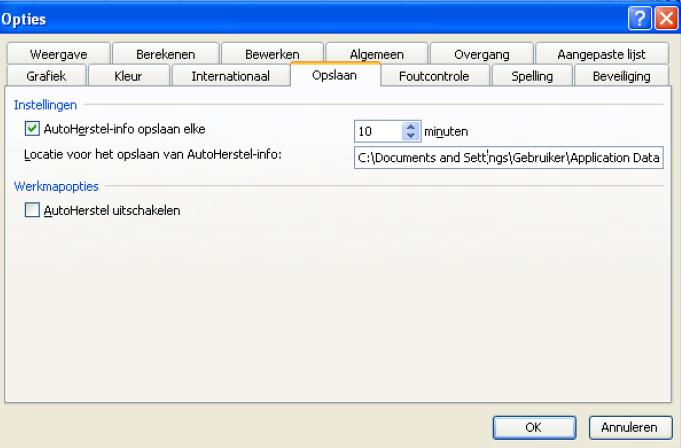 Opties
Weergave Berekenen Bewerken Algemeen Overgang Aangepaste lijst
Grafiek Kleur Internationaal Opslaan Foutcontrole Spelling Beveiliging
Instellingen
AutoHerstel-info opslaan elke 10 minuten
Locatie voor het opslaan van AutoHerstel-info: C:\Documents and Settings\Gebruiker\Application Data
Werkmapopties
AutoHerstel uitschakelen
OK Annuleren